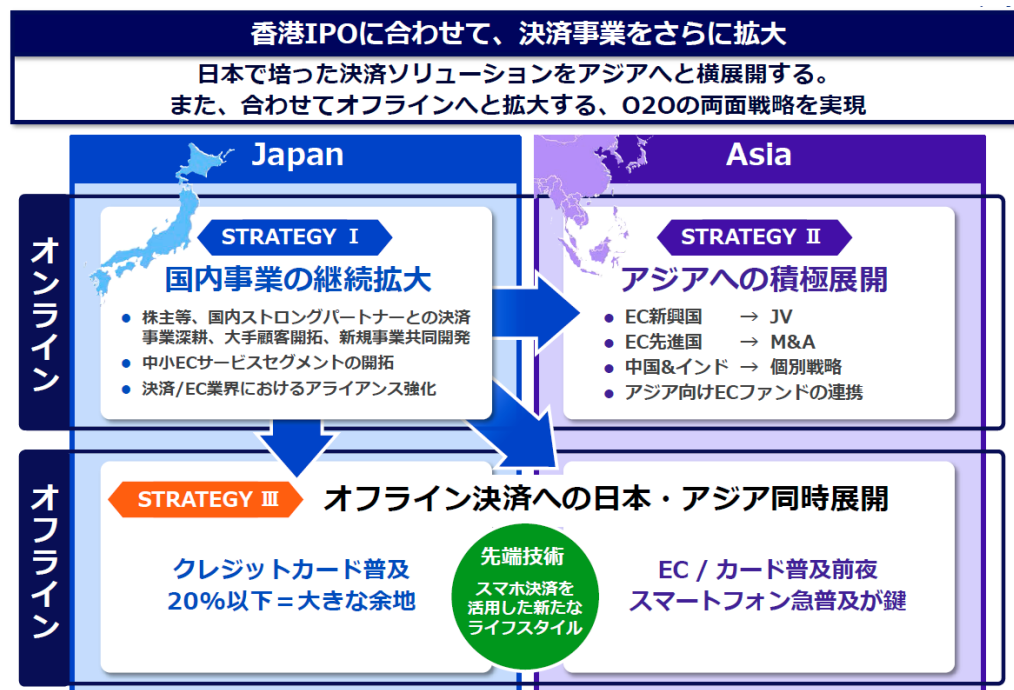 香港IPOに合わせて、決済事業をさらに拡大
日本で培った決済ソリューションをアジアへと横展開する。
また、合わせてオフラインへと拡大する、O2Oの両面戦略を実現
Japan
Asia
オンライン
STRATEGY Ⅰ
国内事業の継続拡大
● 株主等、国内ストロングパートナーとの決済
事業深耕、大手顧客開拓、新規事業共同開発
● 中小ECサービスセグメントの開拓
● 決済/EC業界におけるアライアンス強化
STRATEGY Ⅱ
アジアへの積極展開
● EC新興国 → JV
● EC先進国 → M&A
● 中国&インド → 個別戦略
● アジア向けECファンドの連携
オフライン
STRATEGY Ⅲ
オフライン決済への日本・アジア同時展開
クレジットカード普及
20%以下＝大きな余地
先端技術
スマホ決済を
活用した新たな
ライフスタイル
EC / カード普及前夜
スマートフォン急普及が鍵